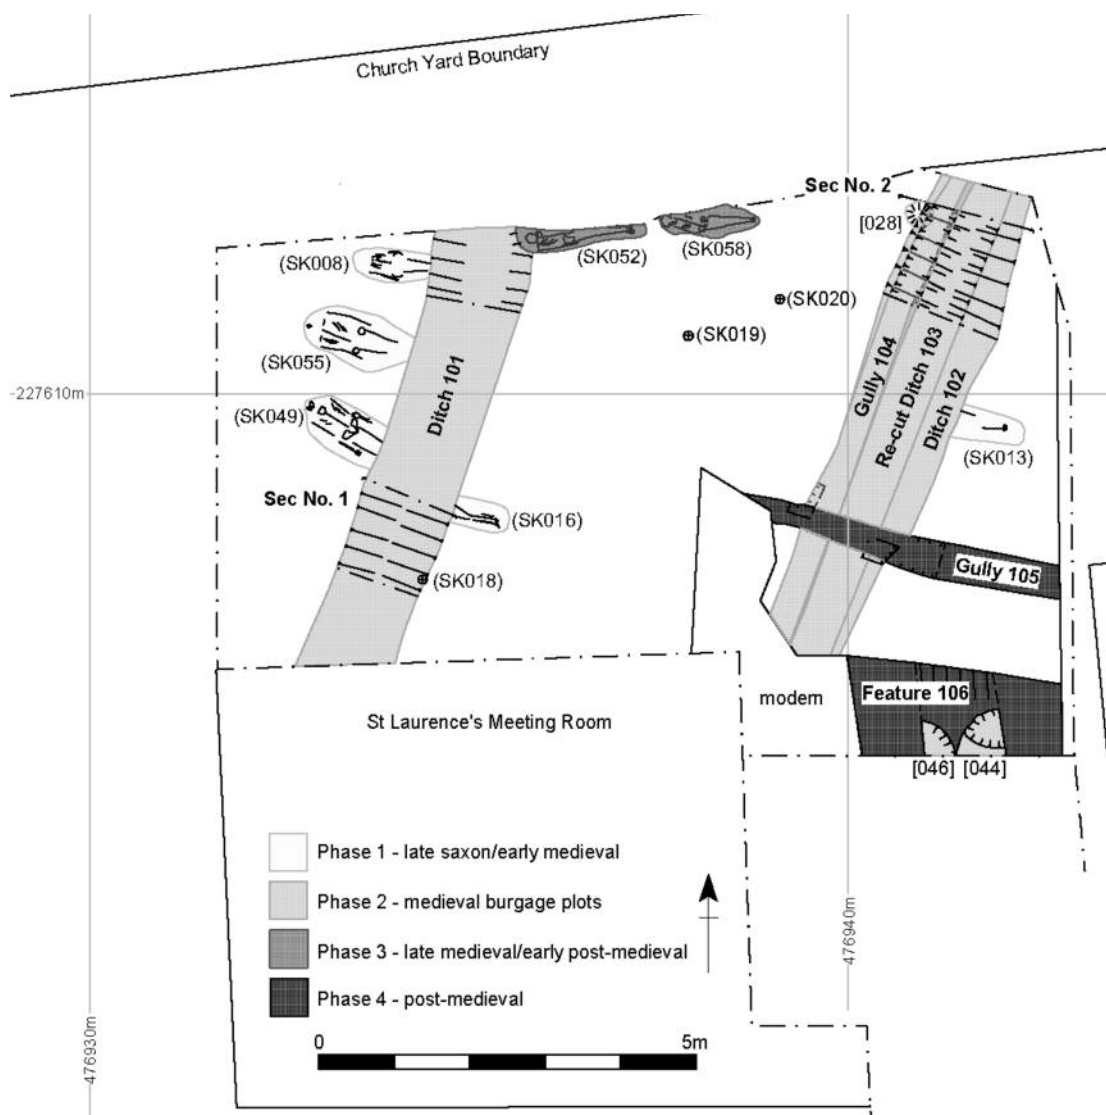 Church Yard Boundary
Sec No. 2
[028]
(SK008)
(SK052)
(SK058)
(SK020)
(SK019)
(SK055)
Ditch 101
Gully 104
Re-cut Ditch 103
Ditch 102
227610m
(SK049)
(SK013)
Sec No. 1
(SK016)
(SK018)
Gully 105
modern
Feature 106
St Laurence's Meeting Room
[046]
[044]
Phase 1 - late saxon/early medieval
Phase 2 - medieval burgage plots
Phase 3 - late medieval/early post-medieval
Phase 4 - post-medieval
476940m
476930m
0
5m